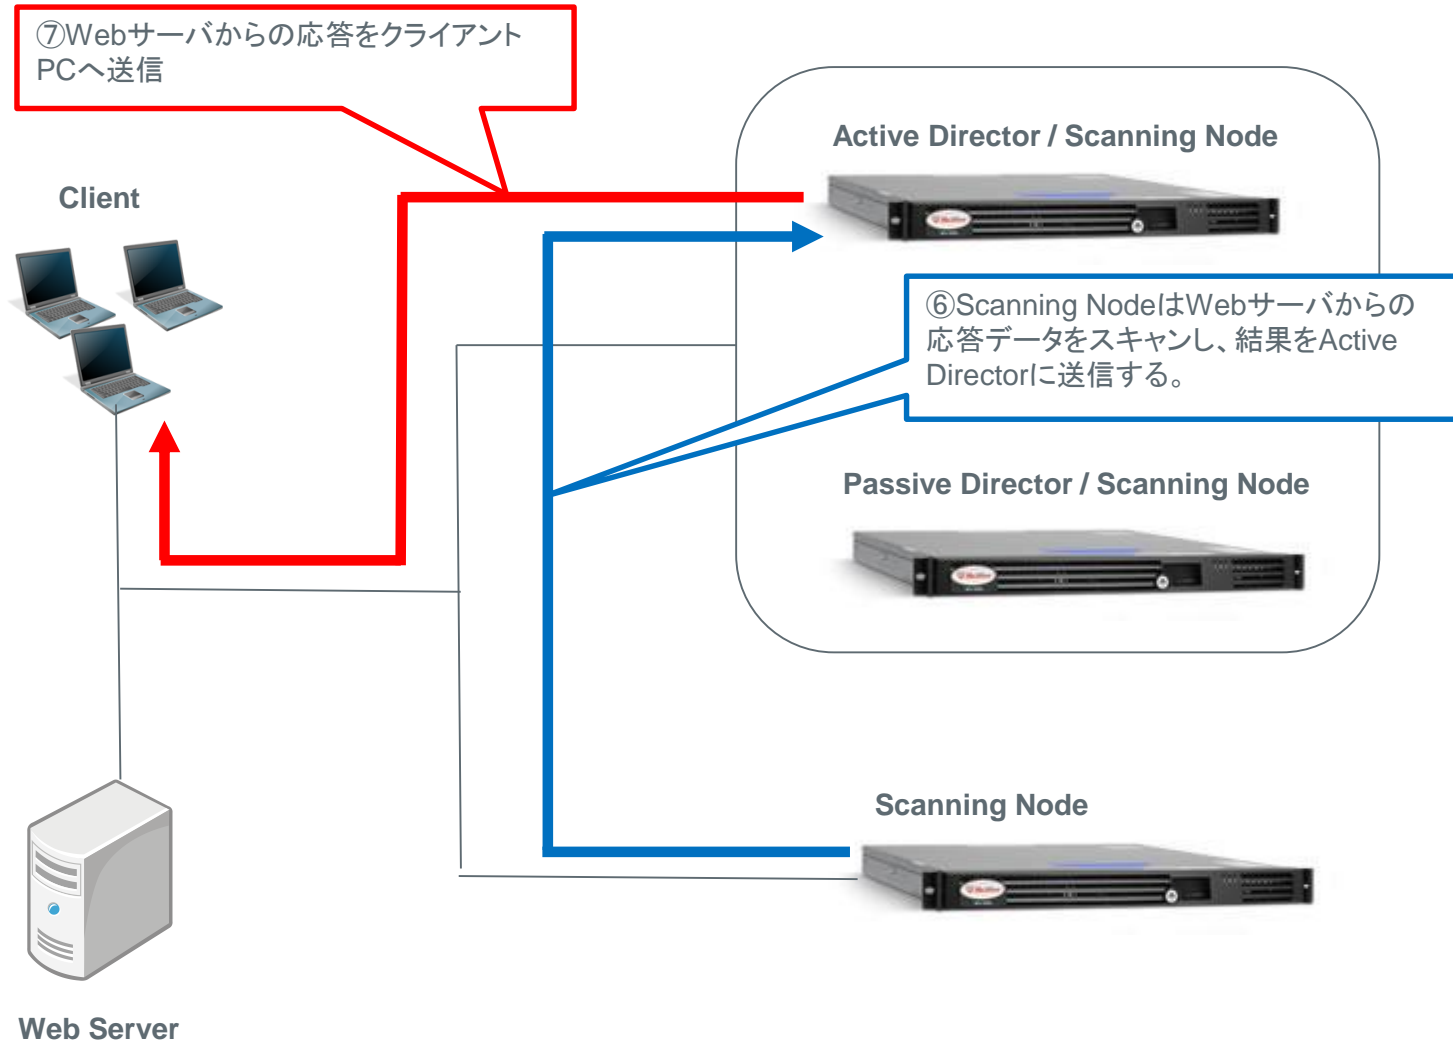 ⑦Webサーバからの応答をクライアント
PCへ送信
Active Director / Scanning Node
Client
⑥Scanning NodeはWebサーバからの
応答データをスキャンし、結果をActive
Directorに送信する。
Passive Director / Scanning Node
Scanning Node
Web Server